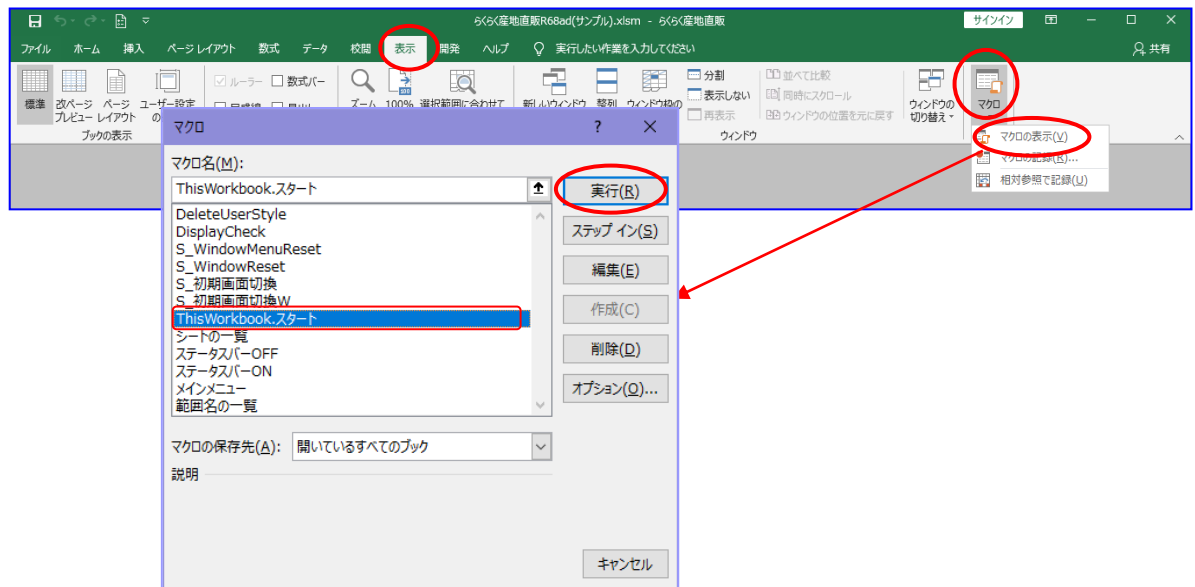 らくらく産地直販R68ad(サンプル).xlsm - らくらく産地直販
サインイン
ファイル ホーム 挿入 ページ レイアウト 数式 データ 校閲 表示 開発 ヘルプ 実行したい作業を入力してください 共有
標準 改ページ プレビュー ページ レイアウト ユーザー設定
ルーラー 数式バー
ズーム 100% 選択範囲に合わせて
新しいウィンドウ 整列 ウィンドウ枠の
分割 並べて比較
表示しない 同時にスクロール
再表示 ウィンドウの位置を元に戻す
ウィンドウの 切り替え
マクロ
ブックの表示
ウィンドウ
マクロの表示(V)
マクロの記録(R)...
相対参照で記録(U)
マクロ ? ×
マクロ名(M):
ThisWorkbook.スタート
DeleteUserStyle
DisplayCheck
S_WindowMenuReset
S_WindowReset
S_初期画面切換
S_初期画面切換W
ThisWorkbook.スタート
シートの一覧
ステータスバーOFF
ステータスバーON
メインメニュー
範囲名の一覧
実行(R)
ステップ イン(S)
編集(E)
作成(C)
削除(D)
オプション(O)...
マクロの保存先(A): 開いているすべてのブック
説明
キャンセル